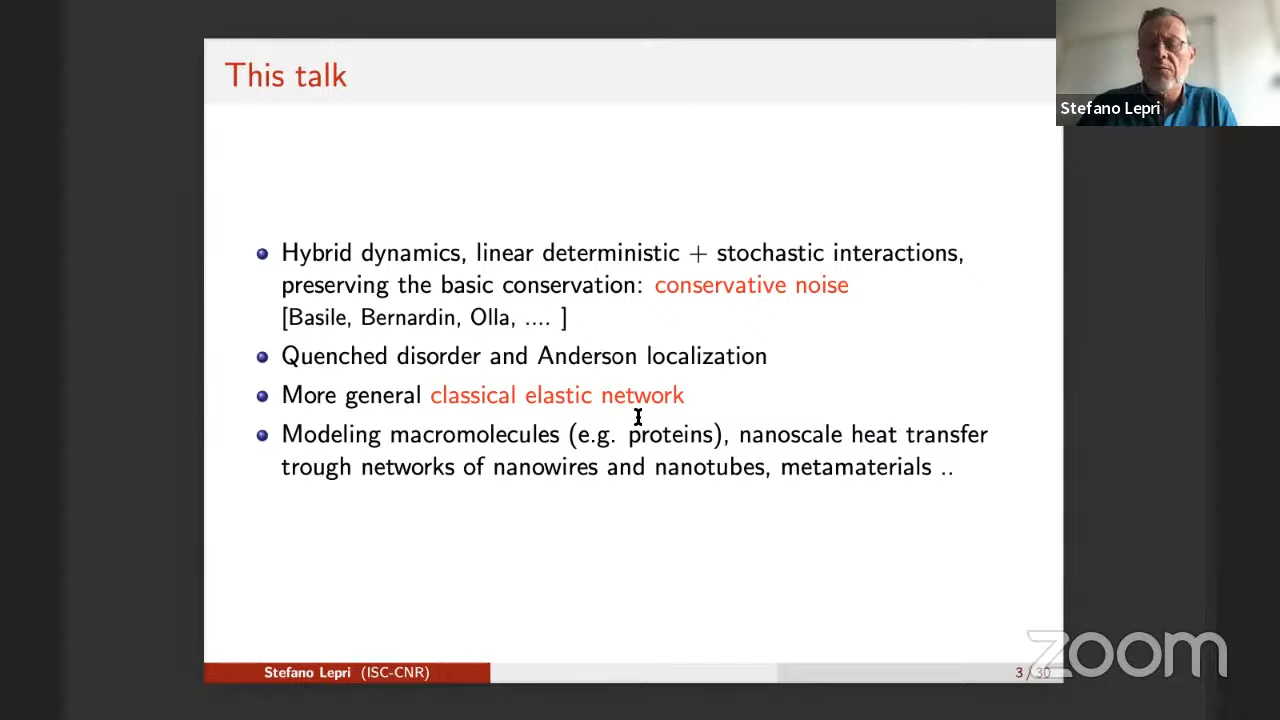 This talk
Stefano Lepri
Hybrid dynamics, linear deterministic + stochastic interactions,
preserving the basic conservation: conservative noise
[Basile, Bernardin, Olla, .... ]
Quenched disorder and Anderson localization
More general classical elastic network
Modeling macromolecules (e.g. proteins), nanoscale heat transfer
trough networks of nanowires and nanotubes, metamaterials ..
Stefano Lepri (ISC-CNR)
3 / 30
zoom